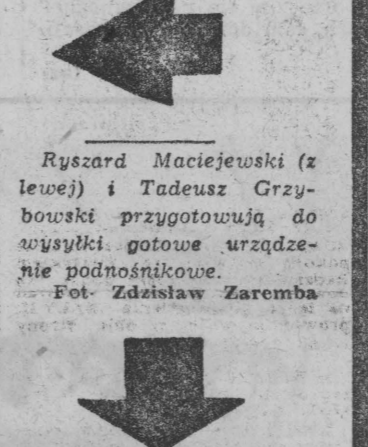 Ryszard Maciejewski (z
lewej) i Tadeusz Grzy-
bowski przygotowują do
wysyłki gotowe urządze-
nie podnośnikowe.
Fot- Zdzisław Zaremba